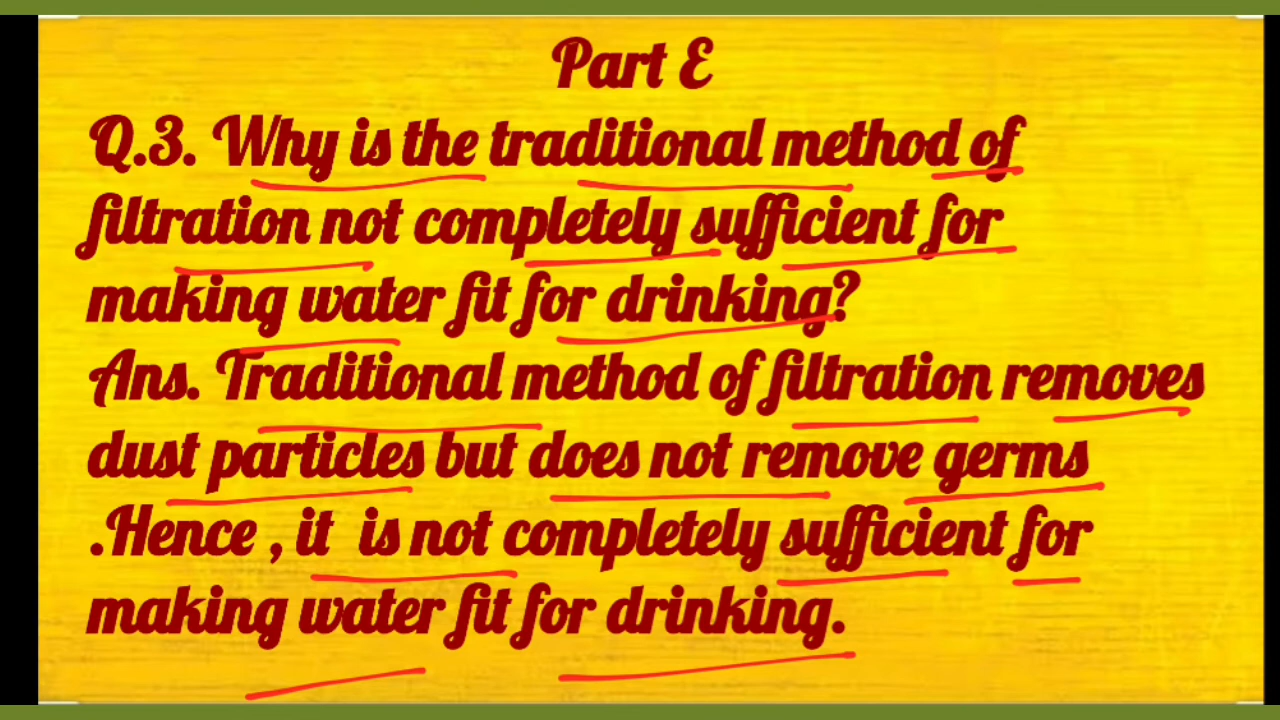 Part E
Q.3. Why is the traditional method of
filtration not completely sufficient for
making water fit for drinking?
Ans. Traditional method of filtration removes
dust particles but does not remove germs
.Hence , it is not completely sufficient for
making water fit for drinking.